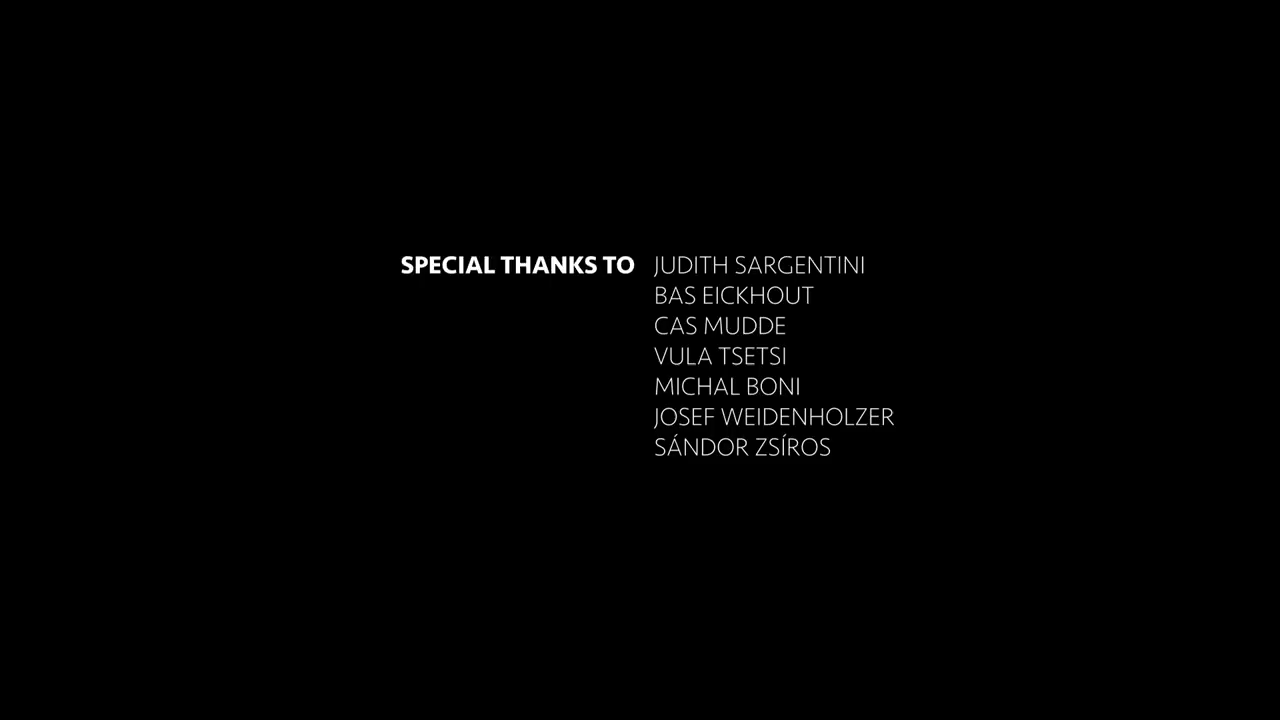 SPECIAL THANKS TO JUDITH SARGENTINI
BAS EICKHOUT
CAS MUDDE
VULA TSETSI
MICHAL BONI
JOSEF WEIDENHOLZER
SÁNDOR ZSÍROS